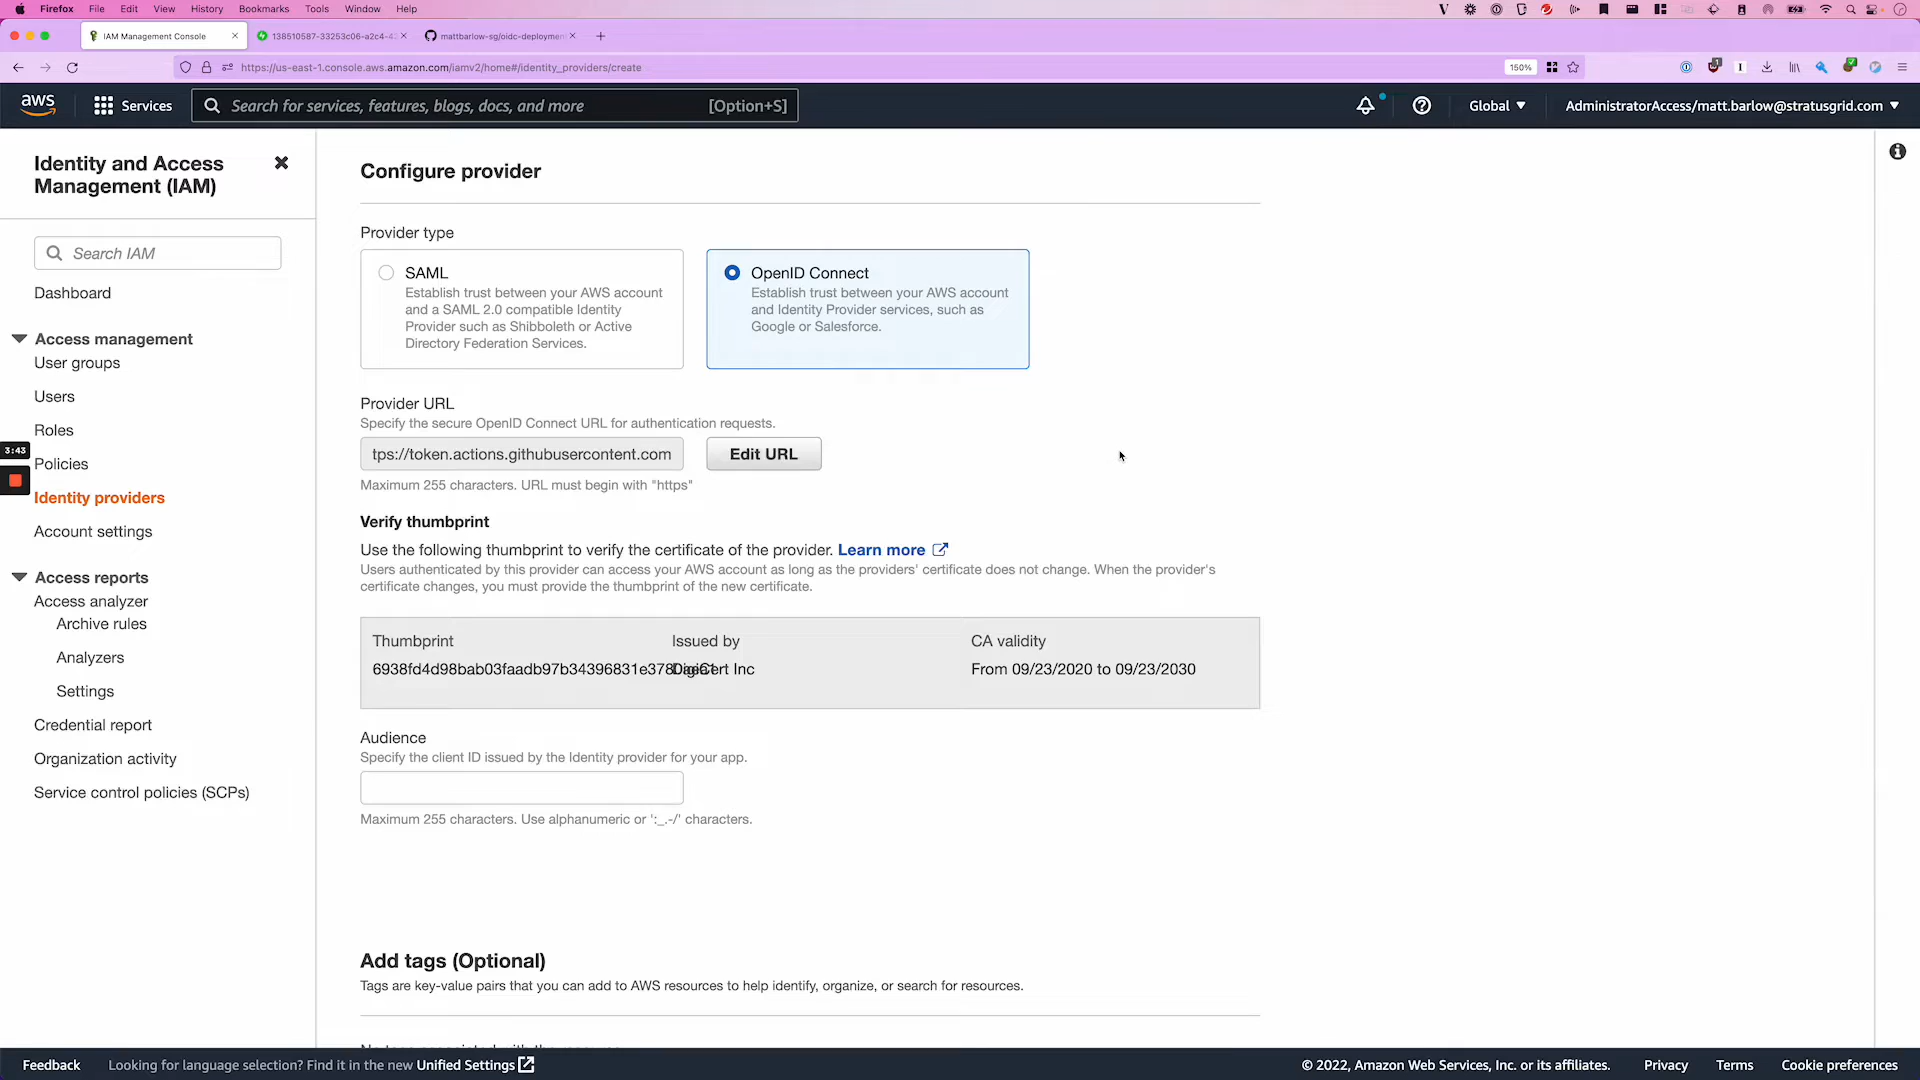 Firefox File Edit View History Bookmarks Tools Window Help
IAM Management Console
138510587-33253c06-a2c4-4
mattbarlow-sg/oidc-deploymen
https://us-east-1.console.aws.amazon.com/iamv2/home#/identity_providers/create
150%
aws
Services
Search for services, features, blogs, docs, and more [Option+S]
Global
AdministratorAccess/matt.barlow@stratusgrid.com
Identity and Access
Management (IAM)
Search IAM
Dashboard
Access management
User groups
Users
Roles
3:43
Policies
Identity providers
Account settings
Access reports
Access analyzer
Archive rules
Analyzers
Settings
Credential report
Organization activity
Service control policies (SCPs)
Configure provider
Provider type
SAML
Establish trust between your AWS account
and a SAML 2.0 compatible Identity
Provider such as Shibboleth or Active
Directory Federation Services.
OpenID Connect
Establish trust between your AWS account
and Identity Provider services, such as
Google or Salesforce.
Provider URL
Specify the secure OpenID Connect URL for authentication requests.
tps://token.actions.githubusercontent.com
Edit URL
Maximum 255 characters. URL must begin with "https"
Verify thumbprint
Use the following thumbprint to verify the certificate of the provider. Learn more
Users authenticated by this provider can access your AWS account as long as the providers' certificate does not change. When the provider's
certificate changes, you must provide the thumbprint of the new certificate.
Thumbprint Issued by CA validity
DigiCert Inc From 09/23/2020 to 09/23/2030
Audience
Specify the client ID issued by the Identity provider for your app.
Maximum 255 characters. Use alphanumeric or ':_.-/' characters.
Add tags (Optional)
Tags are key-value pairs that you can add to AWS resources to help identify, organize, or search for resources.
Feedback
Looking for language selection? Find it in the new Unified Settings
© 2022, Amazon Web Services, Inc. or its affiliates.
Privacy
Terms
Cookie preferences